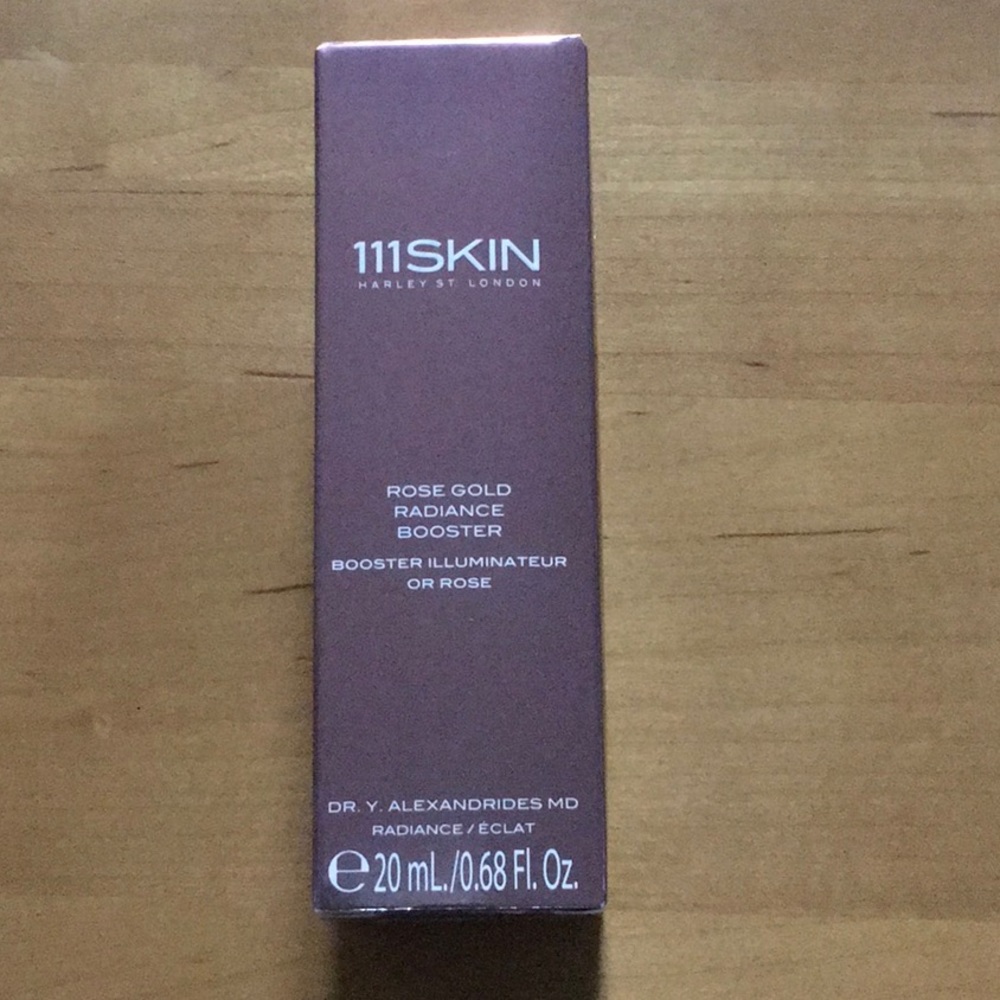 111SKIN
HARLEY ST LONDON
ROSE GOLD
RADIANCE
BOOSTER
BOOSTER ILLUMINATEUR
OR ROSE
DR. Y. ALEXANDRIDES MD
RADIANCE / ÉCLAT
℮ 20 mL./0.68 Fl. Oz.